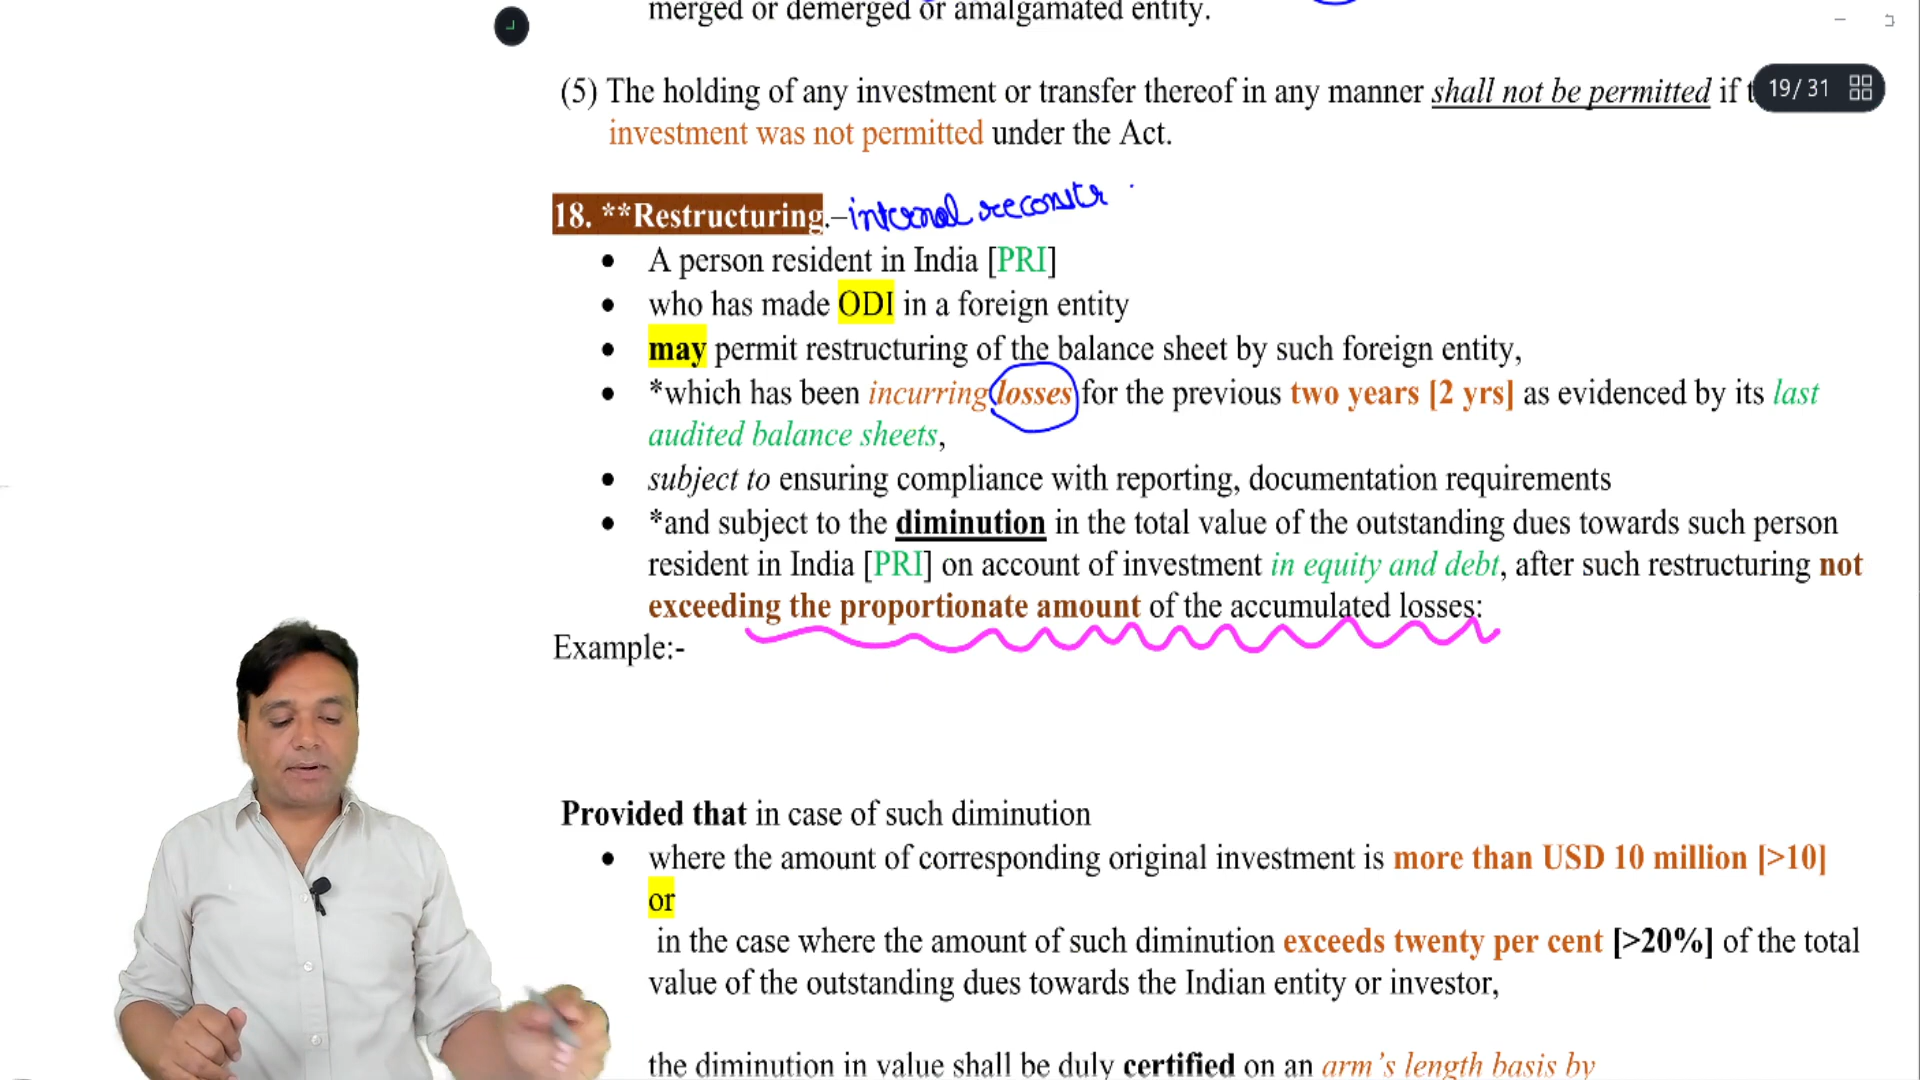 merged or demerged or amalgamated entity.
(5) The holding of any investment or transfer thereof in any manner shall not be permitted if t
19/ 31
investment was not permitted under the Act.
18. **Restructuring.–internal reconstr
• A person resident in India [PRI]
• who has made ODI in a foreign entity
• may permit restructuring of the balance sheet by such foreign entity,
• *which has been incurring losses for the previous two years [2 yrs] as evidenced by its last
audited balance sheets,
• subject to ensuring compliance with reporting, documentation requirements
• *and subject to the diminution in the total value of the outstanding dues towards such person
resident in India [PRI] on account of investment in equity and debt, after such restructuring not
exceeding the proportionate amount of the accumulated losses:
Example:-
Provided that in case of such diminution
• where the amount of corresponding original investment is more than USD 10 million [>10]
or
in the case where the amount of such diminution exceeds twenty per cent [>20%] of the total
value of the outstanding dues towards the Indian entity or investor,
the diminution in value shall be duly certified on an arm's length basis by